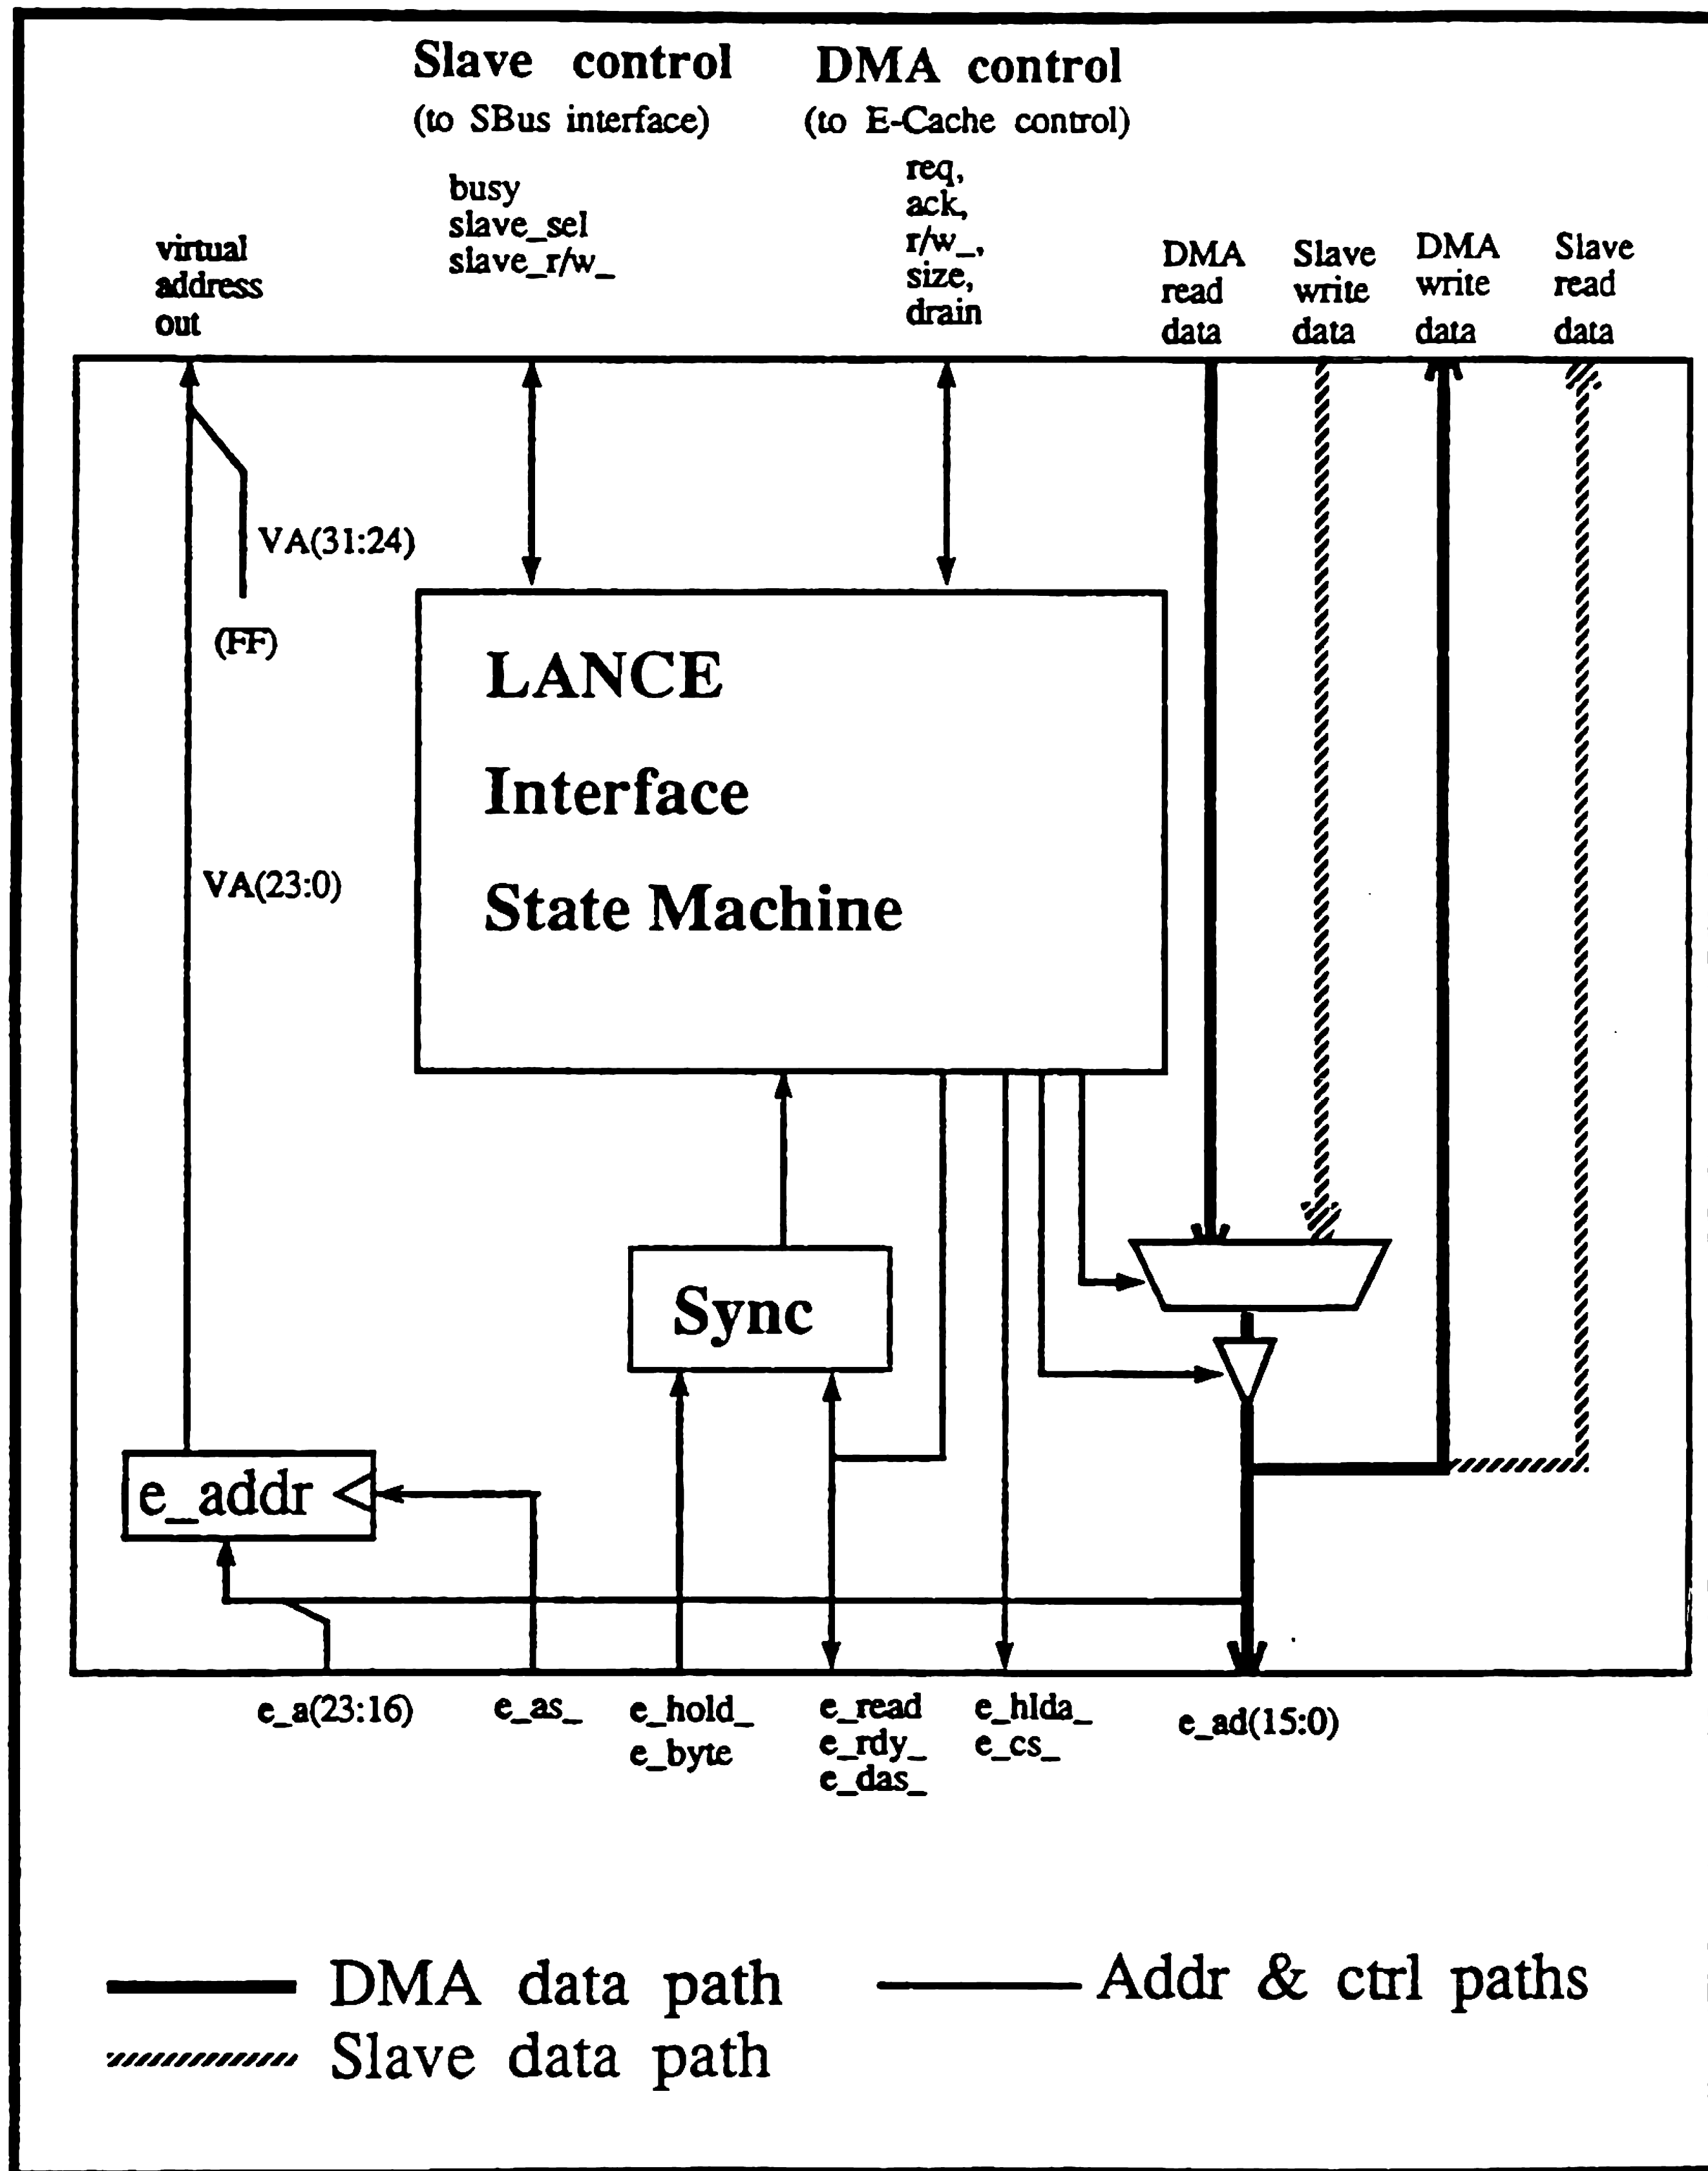 Slave control
(to SBus interface)
busy
slave_sel
slave_r/w_
DMA control
(to E-Cache control)
req,
ack,
r/w_,
size,
drain
virtual
address
out
DMA
read
data
Slave
write
data
DMA
write
data
Slave
read
data
VA(31:24)
(FF)
VA(23:0)
LANCE
Interface
State Machine
Sync
e_addr
e_a(23:16)
e_as_
e_hold_
e_byte
e_read
e_rdy_
e_das_
e_hlda_
e_cs_
e_ad(15:0)
DMA data path
Addr & ctrl paths
Slave data path